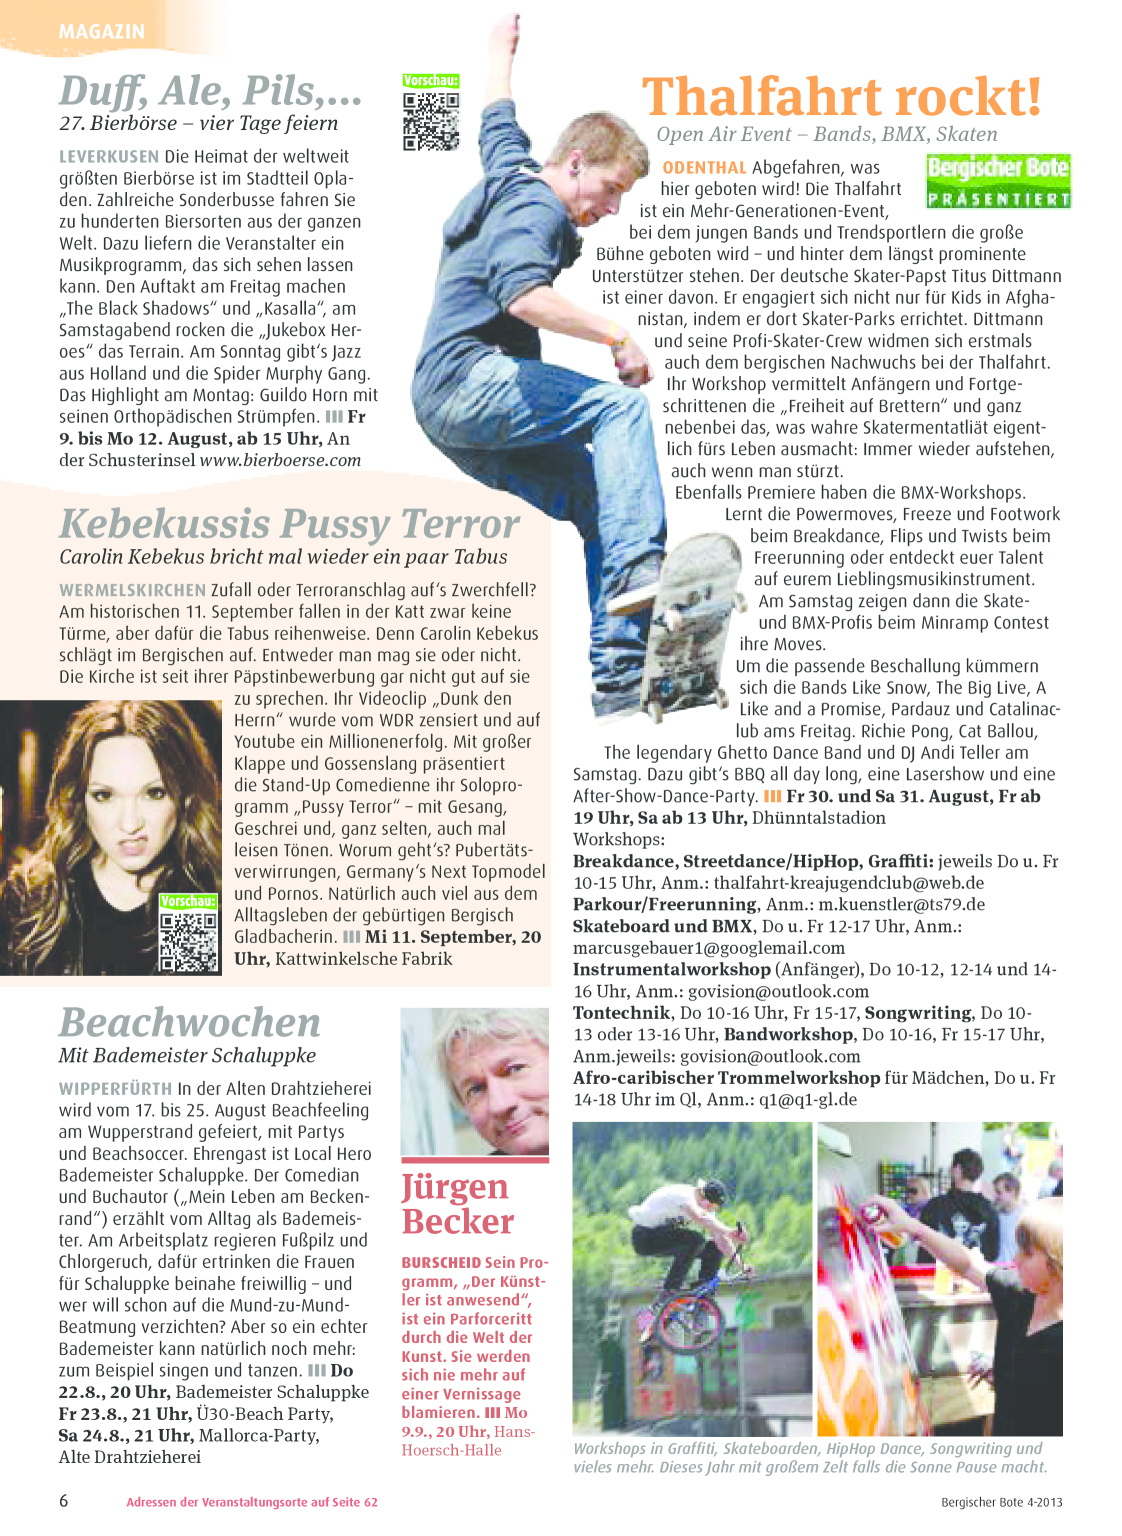 MAGAZIN
Duff, Ale, Pils,...
27. Bierbörse – vier Tage feiern
Vorschau:
LEVERKUSEN Die Heimat der weltweit
größten Bierbörse ist im Stadtteil Opla-
den. Zahlreiche Sonderbusse fahren Sie
zu hunderten Biersorten aus der ganzen
Welt. Dazu liefern die Veranstalter ein
Musikprogramm, das sich sehen lassen
kann. Den Auftakt am Freitag machen
„The Black Shadows“ und „Kasalla“, am
Samstagabend rocken die „Jukebox Her-
oes“ das Terrain. Am Sonntag gibt‘s Jazz
aus Holland und die Spider Murphy Gang.
Das Highlight am Montag: Guildo Horn mit
seinen Orthopädischen Strümpfen. III Fr
9. bis Mo 12. August, ab 15 Uhr, An
der Schusterinsel www.bierboerse.com
Kebekussis Pussy Terror
Carolin Kebekus bricht mal wieder ein paar Tabus
WERMELSKIRCHEN Zufall oder Terroranschlag auf‘s Zwerchfell?
Am historischen 11. September fallen in der Katt zwar keine
Türme, aber dafür die Tabus reihenweise. Denn Carolin Kebekus
schlägt im Bergischen auf. Entweder man mag sie oder nicht.
Die Kirche ist seit ihrer Päpstinbewerbung gar nicht gut auf sie
zu sprechen. Ihr Videoclip „Dunk den
Herrn“ wurde vom WDR zensiert und auf
Youtube ein Millionenerfolg. Mit großer
Klappe und Gossenslang präsentiert
die Stand-Up Comedienne ihr Solopro-
gramm „Pussy Terror“ – mit Gesang,
Geschrei und, ganz selten, auch mal
leisen Tönen. Worum geht‘s? Pubertäts-
verwirrungen, Germany‘s Next Topmodel
und Pornos. Natürlich auch viel aus dem
Alltagsleben der gebürtigen Bergisch
Gladbacherin. III Mi 11. September, 20
Uhr, Kattwinkelsche Fabrik
Vorschau:
Beachwochen
Mit Bademeister Schaluppke
WIPPERFÜRTH In der Alten Drahtzieherei
wird vom 17. bis 25. August Beachfeeling
am Wupperstrand gefeiert, mit Partys
und Beachsoccer. Ehrengast ist Local Hero
Bademeister Schaluppke. Der Comedian
und Buchautor („Mein Leben am Becken-
rand“) erzählt vom Alltag als Bademeis-
ter. Am Arbeitsplatz regieren Fußpilz und
Chlorgeruch, dafür ertrinken die Frauen
für Schaluppke beinahe freiwillig – und
wer will schon auf die Mund-zu-Mund-
Beatmung verzichten? Aber so ein echter
Bademeister kann natürlich noch mehr:
zum Beispiel singen und tanzen. III Do
22.8., 20 Uhr, Bademeister Schaluppke
Fr 23.8., 21 Uhr, Ü30-Beach Party,
Sa 24.8., 21 Uhr, Mallorca-Party,
Alte Drahtzieherei
Jürgen
Becker
BURSCHEID Sein Pro-
gramm, „Der Künst-
ler ist anwesend“,
ist ein Parforceritt
durch die Welt der
Kunst. Sie werden
sich nie mehr auf
einer Vernissage
blamieren. III Mo
9.9., 20 Uhr, Hans-
Hoersch-Halle
Thalfahrt rockt!
Open Air Event – Bands, BMX, Skaten
Bergischer Bote
PRÄSENTIERT
ODENTHAL Abgefahren, was
hier geboten wird! Die Thalfahrt
ist ein Mehr-Generationen-Event,
bei dem jungen Bands und Trendsportlern die große
Bühne geboten wird – und hinter dem längst prominente
Unterstützer stehen. Der deutsche Skater-Papst Titus Dittmann
ist einer davon. Er engagiert sich nicht nur für Kids in Afgha-
nistan, indem er dort Skater-Parks errichtet. Dittmann
und seine Profi-Skater-Crew widmen sich erstmals
auch dem bergischen Nachwuchs bei der Thalfahrt.
Ihr Workshop vermittelt Anfängern und Fortge-
schrittenen die „Freiheit auf Brettern“ und ganz
nebenbei das, was wahre Skatermentatliät eigent-
lich fürs Leben ausmacht: Immer wieder aufstehen,
auch wenn man stürzt.
Ebenfalls Premiere haben die BMX-Workshops.
Lernt die Powermoves, Freeze und Footwork
beim Breakdance, Flips und Twists beim
Freerunning oder entdeckt euer Talent
auf eurem Lieblingsmusikinstrument.
Am Samstag zeigen dann die Skate-
und BMX-Profis beim Minramp Contest
ihre Moves.
Um die passende Beschallung kümmern
sich die Bands Like Snow, The Big Live, A
Like and a Promise, Pardauz und Catalinac-
lub ams Freitag. Richie Pong, Cat Ballou,
The legendary Ghetto Dance Band und DJ Andi Teller am
Samstag. Dazu gibt‘s BBQ all day long, eine Lasershow und eine
After-Show-Dance-Party. III Fr 30. und Sa 31. August, Fr ab
19 Uhr, Sa ab 13 Uhr, Dhünntalstadion
Workshops:
Breakdance, Streetdance/HipHop, Graffiti: jeweils Do u. Fr
10-15 Uhr, Anm.: thalfahrt-kreajugendclub@web.de
Parkour/Freerunning, Anm.: m.kuenstler@ts79.de
Skateboard und BMX, Do u. Fr 12-17 Uhr, Anm.:
marcusgebauer1@googlemail.com
Instrumentalworkshop (Anfänger), Do 10-12, 12-14 und 14-
16 Uhr, Anm.: govision@outlook.com
Tontechnik, Do 10-16 Uhr, Fr 15-17, Songwriting, Do 10-
13 oder 13-16 Uhr, Bandworkshop, Do 10-16, Fr 15-17 Uhr,
Anm.jeweils: govision@outlook.com
Afro-caribischer Trommelworkshop für Mädchen, Do u. Fr
14-18 Uhr im Ql, Anm.: q1@q1-gl.de
Workshops in Graffiti, Skateboarden, HipHop Dance, Songwriting und
vieles mehr. Dieses Jahr mit großem Zelt falls die Sonne Pause macht.
6
Adressen der Veranstaltungsorte auf Seite 62
Bergischer Bote 4-2013